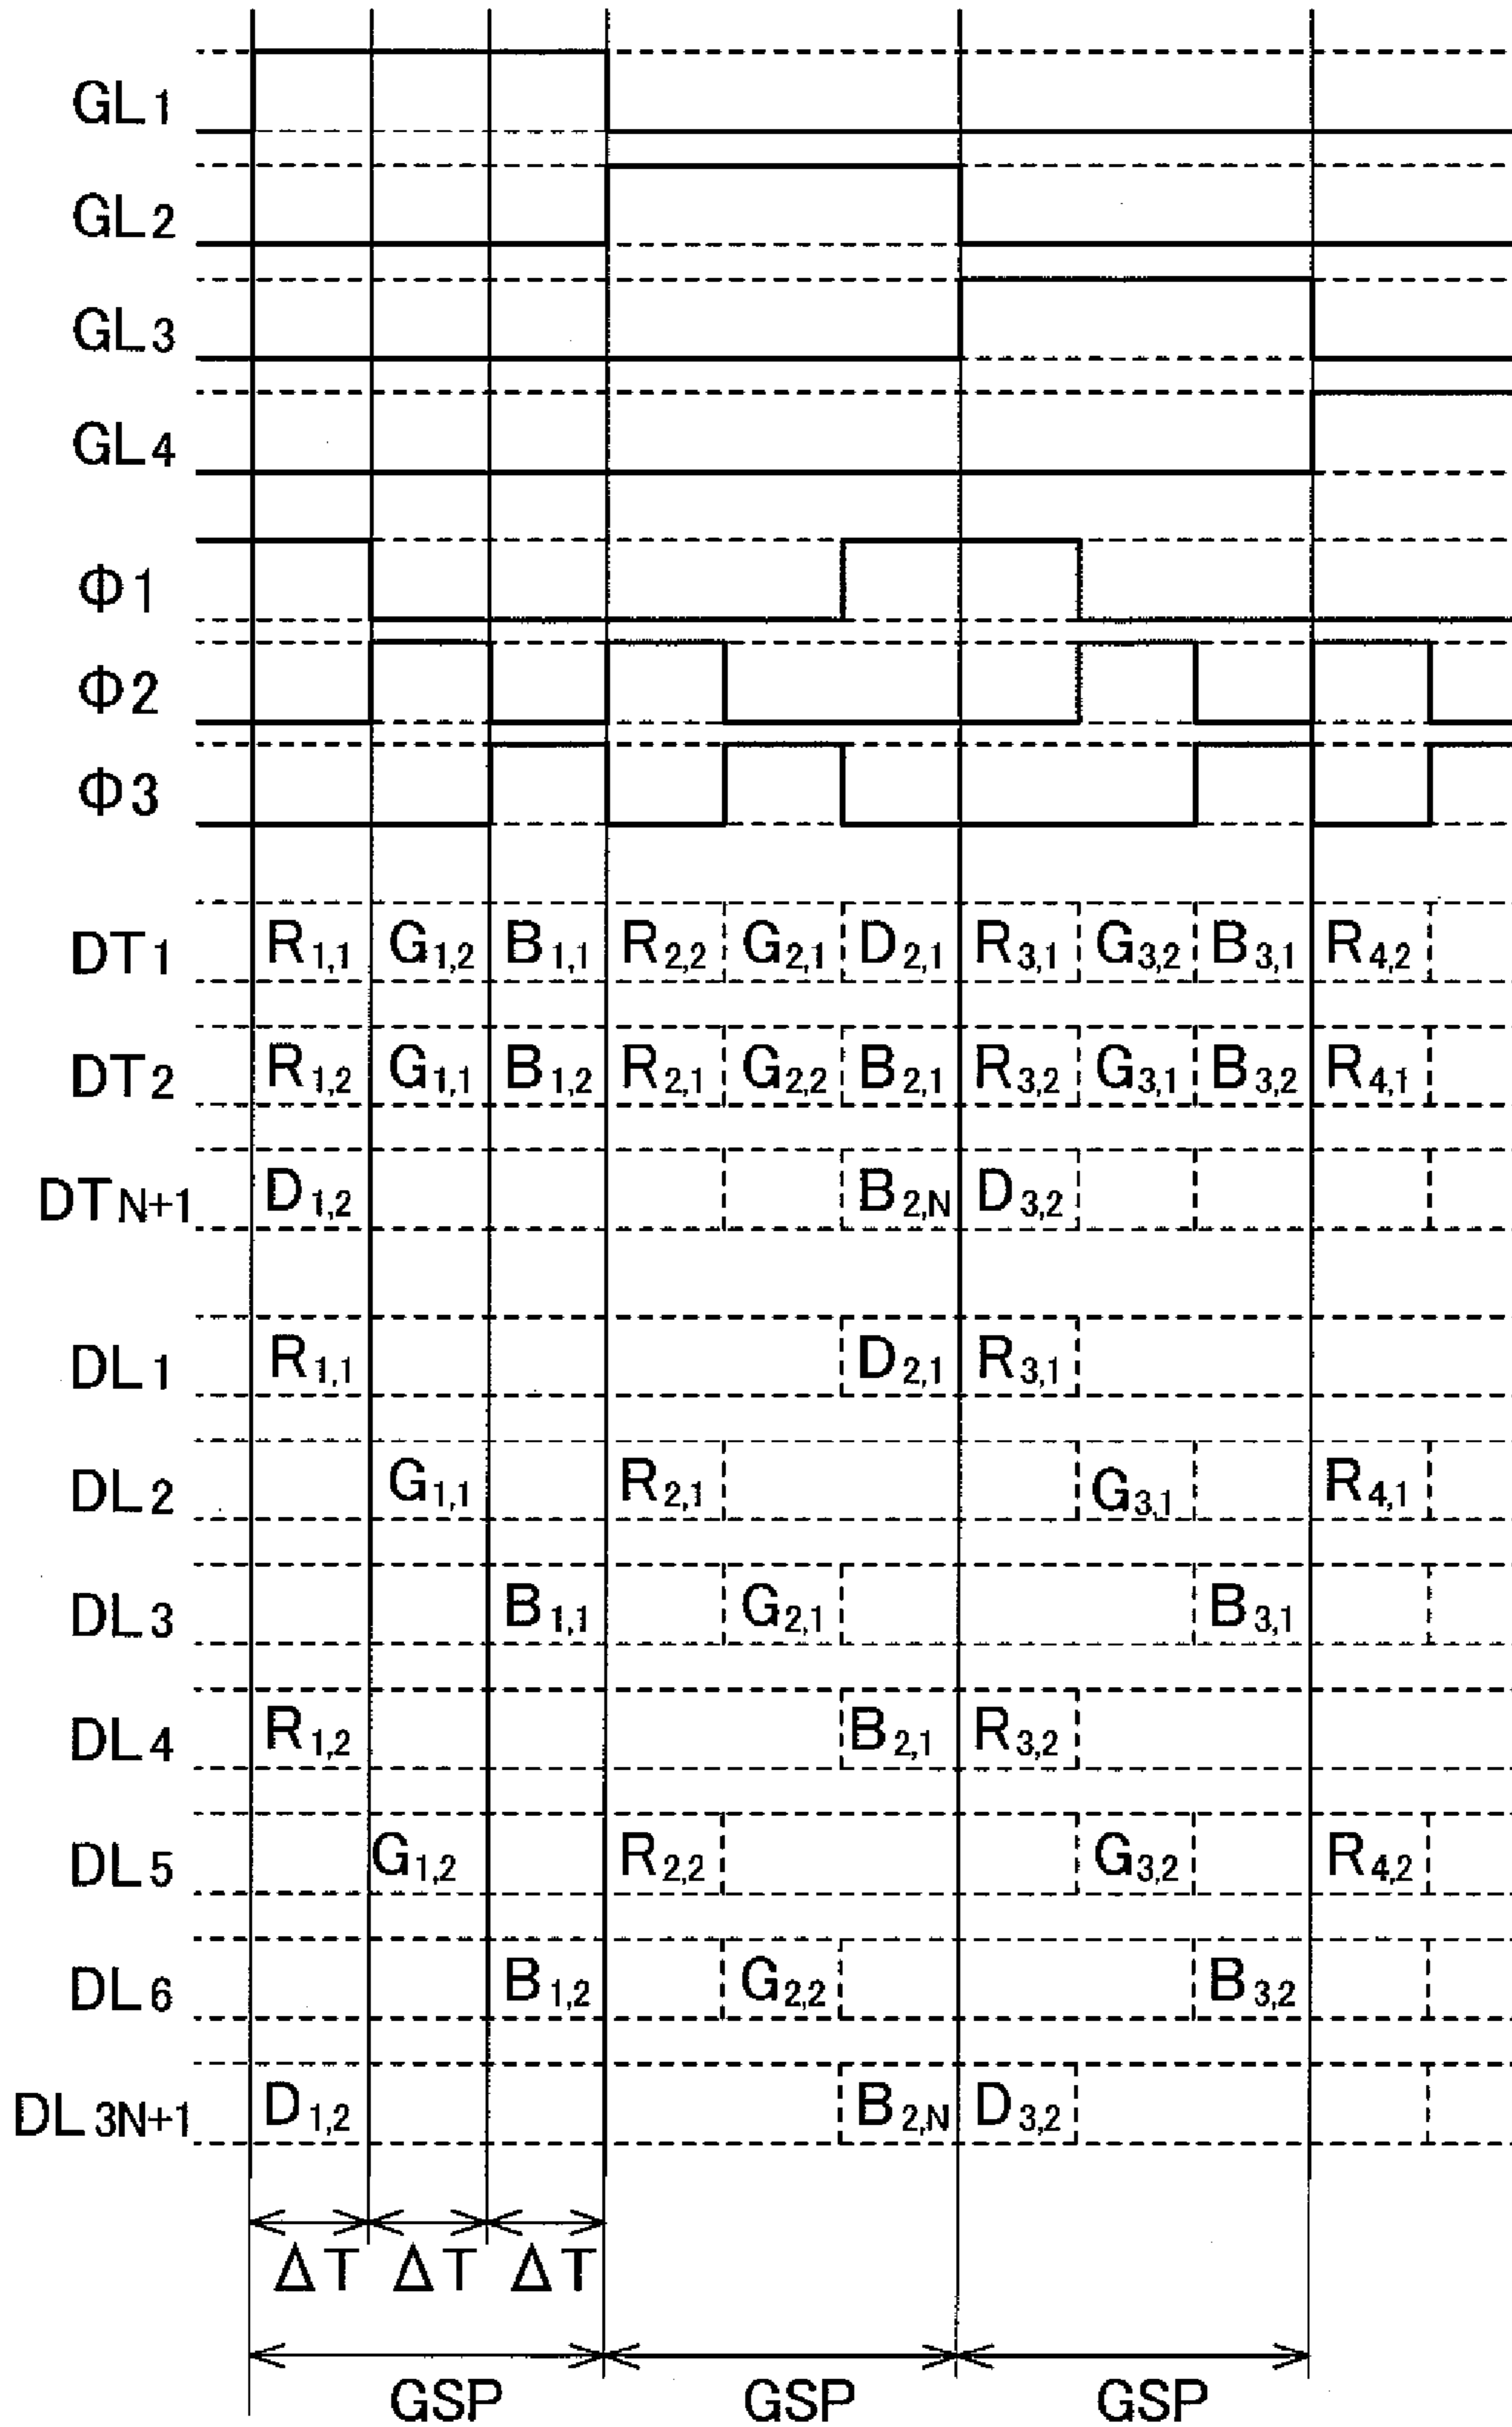 GL1
GL2
GL3
GL4
Φ1
Φ2
Φ3
DT1 R1,1 G1,2 B1,1 R2,2 G2,1 D2,1 R3,1 G3,2 B3,1 R4,2
DT2 R1,2 G1,1 B1,2 R2,1 G2,2 B2,1 R3,2 G3,1 B3,2 R4,1
DTN+1 D1,2 B2,N D3,2
DL1 R1,1 D2,1 R3,1
DL2 G1,1 R2,1 G3,1 R4,1
DL3 B1,1 G2,1 B3,1
DL4 R1,2 B2,1 R3,2
DL5 G1,2 R2,2 G3,2 R4,2
DL6 B1,2 G2,2 B3,2
DL3N+1 D1,2 B2,N D3,2
ΔT ΔT ΔT
GSP GSP GSP